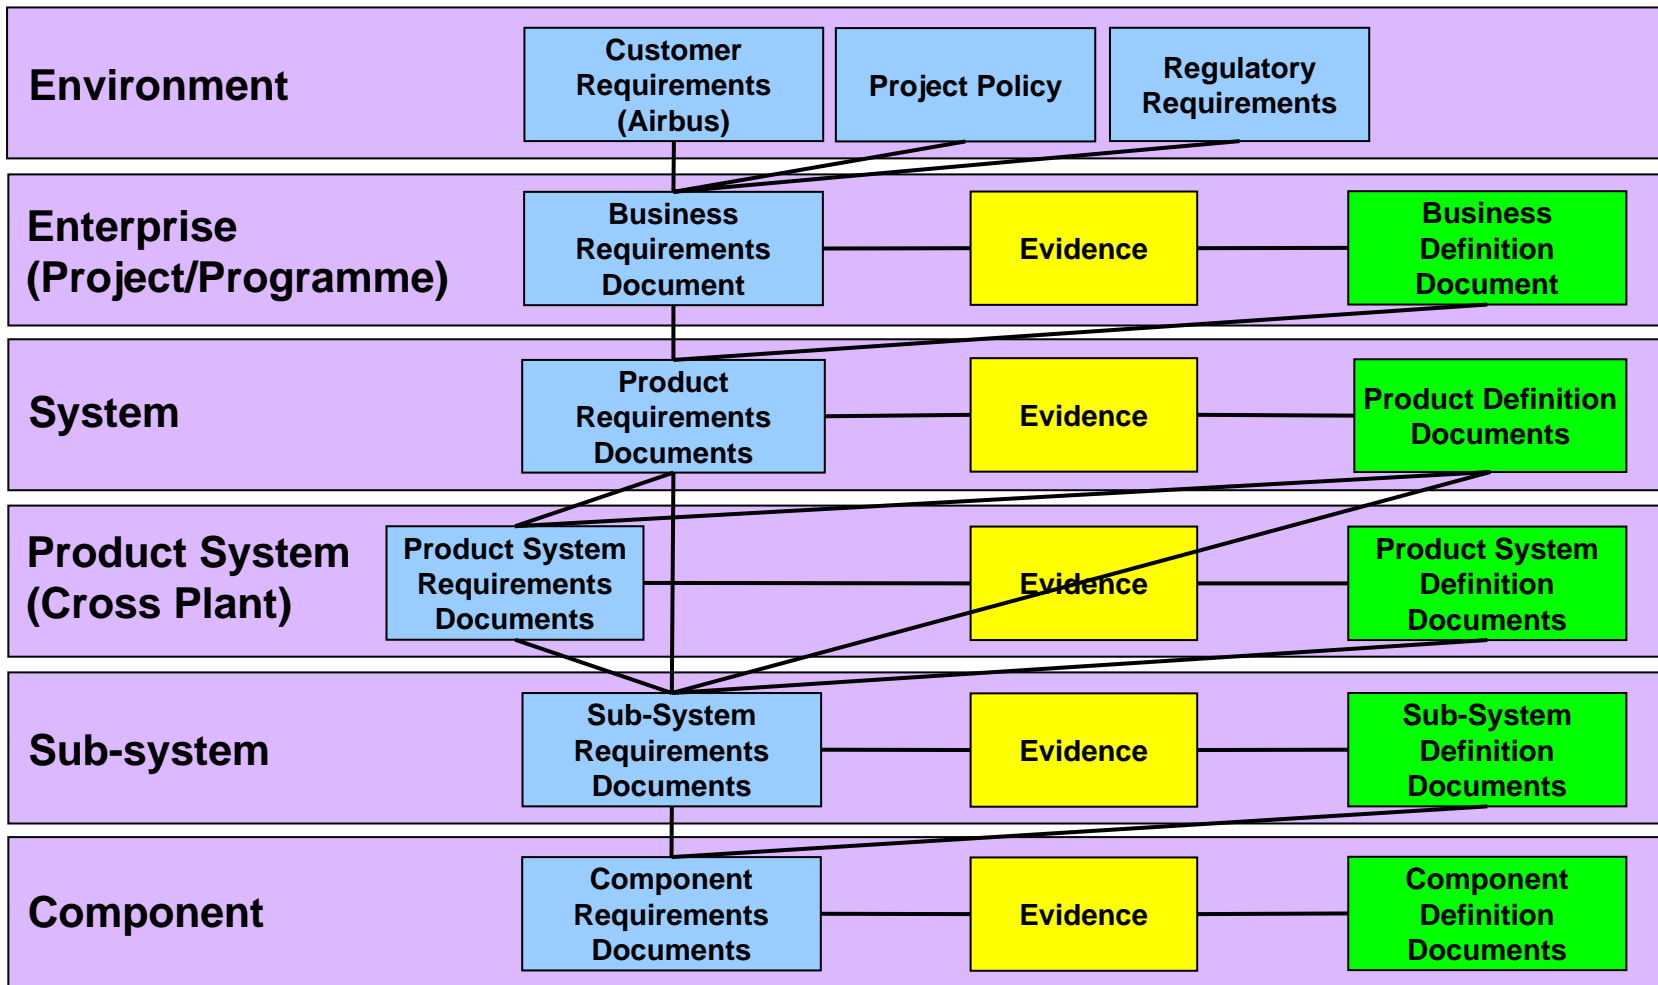 Environment
Customer
Requirements
(Airbus)
Project Policy
Regulatory
Requirements
Enterprise
(Project/Programme)
Business
Requirements
Document
Evidence
Business
Definition
Document
System
Product
Requirements
Documents
Evidence
Product Definition
Documents
Product System
(Cross Plant)
Product System
Requirements
Documents
Evidence
Product System
Definition
Documents
Sub-system
Sub-System
Requirements
Documents
Evidence
Sub-System
Definition
Documents
Component
Component
Requirements
Documents
Evidence
Component
Definition
Documents